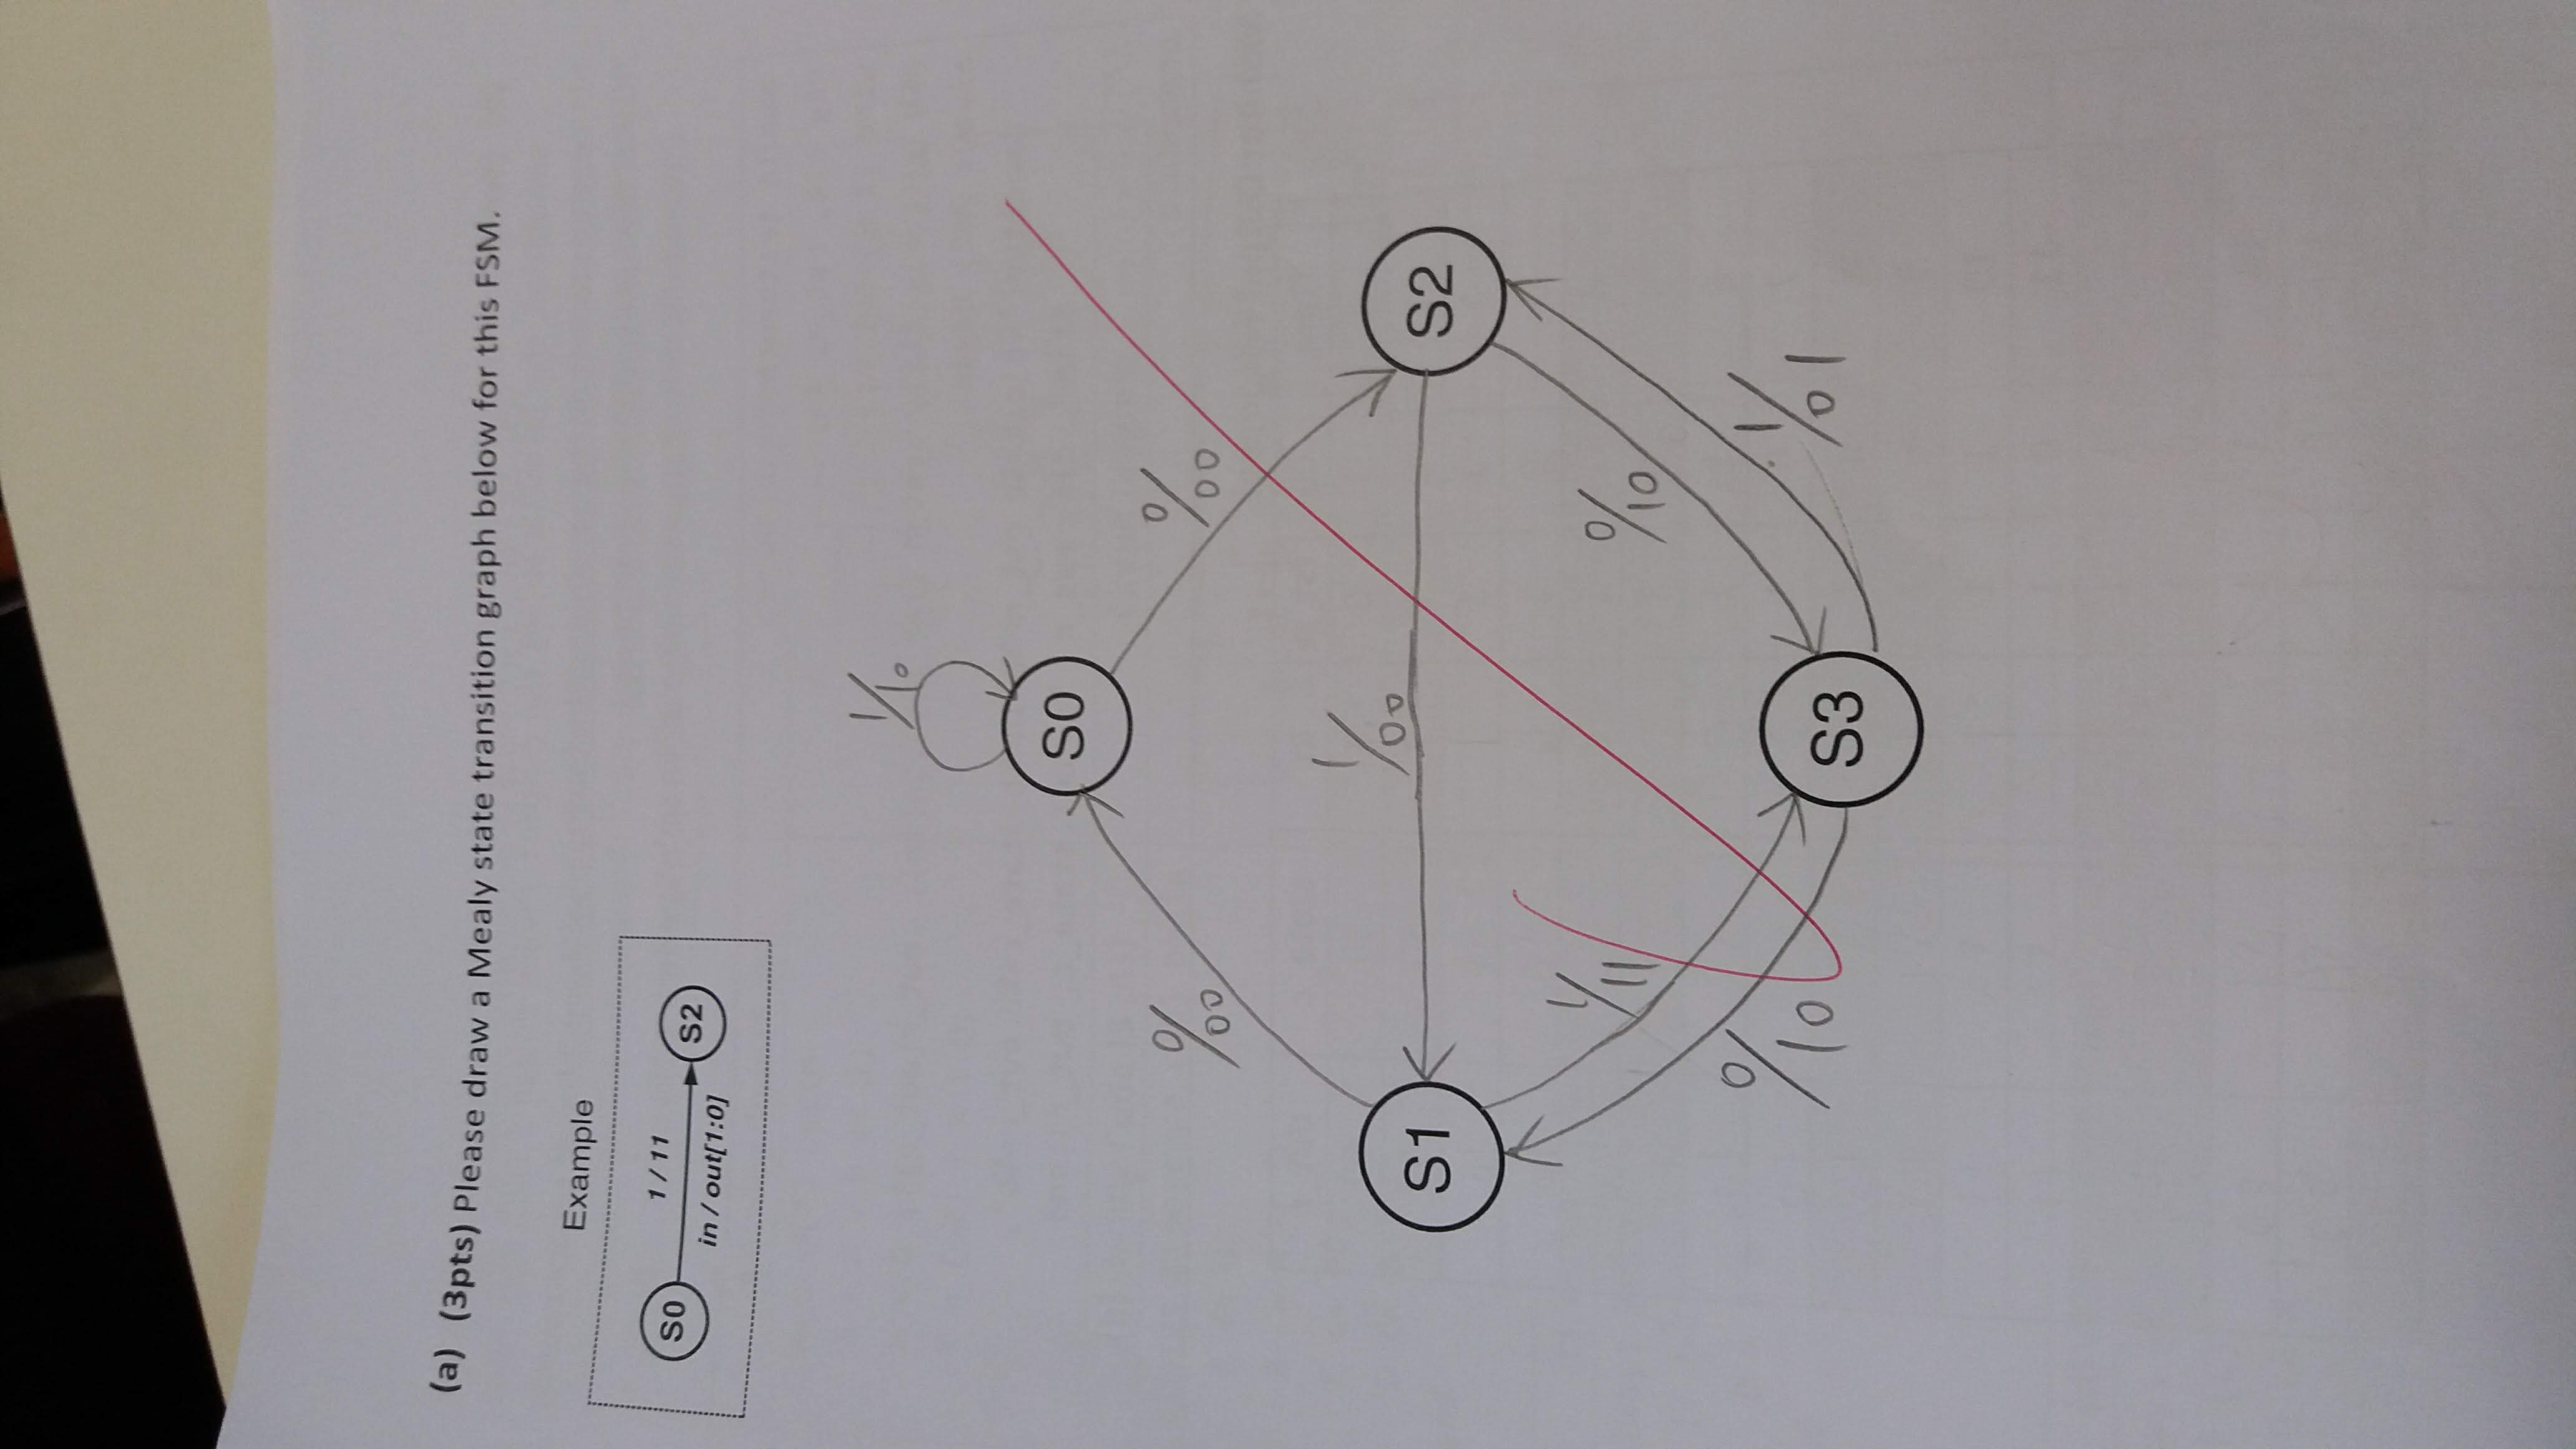 (a) (3pts) Please draw a Mealy state transition graph below for this FSM.
Example
S0
1 / 11
in / out[1:0]
S2
1/10
S0
0/00
0/00
1/00
S1
S2
1/11
0/10
0/10
1/01
S3